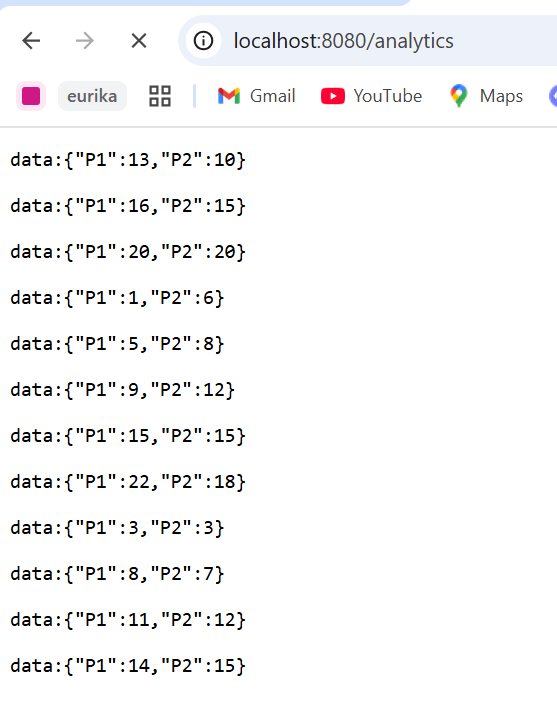 localhost:8080/analytics
eurika
Gmail
YouTube
Maps
data:{"P1":13,"P2":10}
data:{"P1":16,"P2":15}
data:{"P1":20,"P2":20}
data:{"P1":1,"P2":6}
data:{"P1":5,"P2":8}
data:{"P1":9,"P2":12}
data:{"P1":15,"P2":15}
data:{"P1":22,"P2":18}
data:{"P1":3,"P2":3}
data:{"P1":8,"P2":7}
data:{"P1":11,"P2":12}
data:{"P1":14,"P2":15}